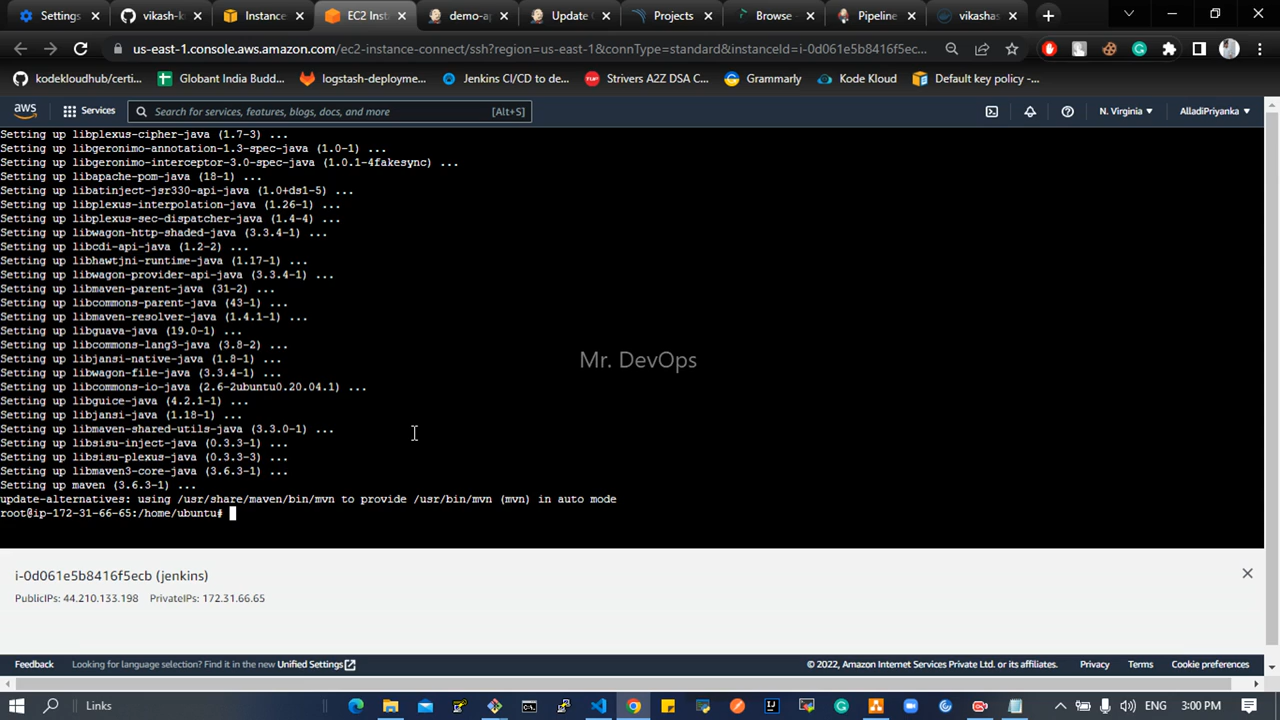 Settings
vikash-k
Instance
EC2 Inst
demo-ap
Update G
Projects
Browse
Pipeline
vikashas
us-east-1.console.aws.amazon.com/ec2-instance-connect/ssh?region=us-east-1&connType=standard&instanceId=i-0d061e5b8416f5ec...
kodekloudhub/certi...
Globant India Budd...
logstash-deployme...
Jenkins CI/CD to de...
Strivers A2Z DSA C...
Grammarly
Kode Kloud
Default key policy -...
aws
Services
Search for services, features, blogs, docs, and more
[Alt+S]
N. Virginia
AlladiPriyanka
Setting up libplexus-cipher-java (1.7-3) ...
Setting up libgeronimo-annotation-1.3-spec-java (1.0-1) ...
Setting up libgeronimo-interceptor-3.0-spec-java (1.0.1-4fakesync) ...
Setting up libapache-pom-java (18-1) ...
Setting up libatinject-jsr330-api-java (1.0+ds1-5) ...
Setting up libplexus-interpolation-java (1.26-1) ...
Setting up libplexus-sec-dispatcher-java (1.4-4) ...
Setting up libwagon-http-shaded-java (3.3.4-1) ...
Setting up libcdi-api-java (1.2-2) ...
Setting up libhawtjni-runtime-java (1.17-1) ...
Setting up libwagon-provider-api-java (3.3.4-1) ...
Setting up libmaven-parent-java (31-2) ...
Setting up libcommons-parent-java (43-1) ...
Setting up libmaven-resolver-java (1.4.1-1) ...
Setting up libguava-java (19.0-1) ...
Setting up libcommons-lang3-java (3.8-2) ...
Setting up libjansi-native-java (1.8-1) ...
Setting up libwagon-file-java (3.3.4-1) ...
Setting up libcommons-io-java (2.6-2ubuntu0.20.04.1) ...
Setting up libguice-java (4.2.1-1) ...
Setting up libjansi-java (1.18-1) ...
Setting up libmaven-shared-utils-java (3.3.0-1) ...
Setting up libsisu-inject-java (0.3.3-1) ...
Setting up libsisu-plexus-java (0.3.3-3) ...
Setting up libmaven3-core-java (3.6.3-1) ...
Setting up maven (3.6.3-1) ...
update-alternatives: using /usr/share/maven/bin/mvn to provide /usr/bin/mvn (mvn) in auto mode
root@ip-172-31-66-65:/home/ubuntu#
Mr. DevOps
i-0d061e5b8416f5ecb (jenkins)
PublicIPs: 44.210.133.198 PrivateIPs: 172.31.66.65
Feedback
Looking for language selection? Find it in the new Unified Settings
© 2022, Amazon Internet Services Private Ltd. or its affiliates.
Privacy
Terms
Cookie preferences
Links
ENG
3:00 PM